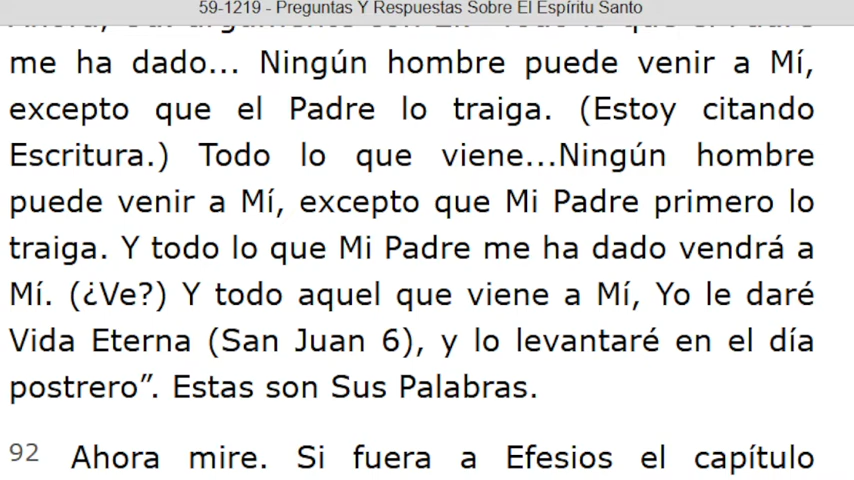 59-1219 - Preguntas Y Respuestas Sobre El Espíritu Santo
me ha dado... Ningún hombre puede venir a Mí,
excepto que el Padre lo traiga. (Estoy citando
Escritura.) Todo lo que viene...Ningún hombre
puede venir a Mí, excepto que Mi Padre primero lo
traiga. Y todo lo que Mi Padre me ha dado vendrá a
Mí. (¿Ve?) Y todo aquel que viene a Mí, Yo le daré
Vida Eterna (San Juan 6), y lo levantaré en el día
postrero”. Estas son Sus Palabras.
92 Ahora mire. Si fuera a Efesios el capítulo